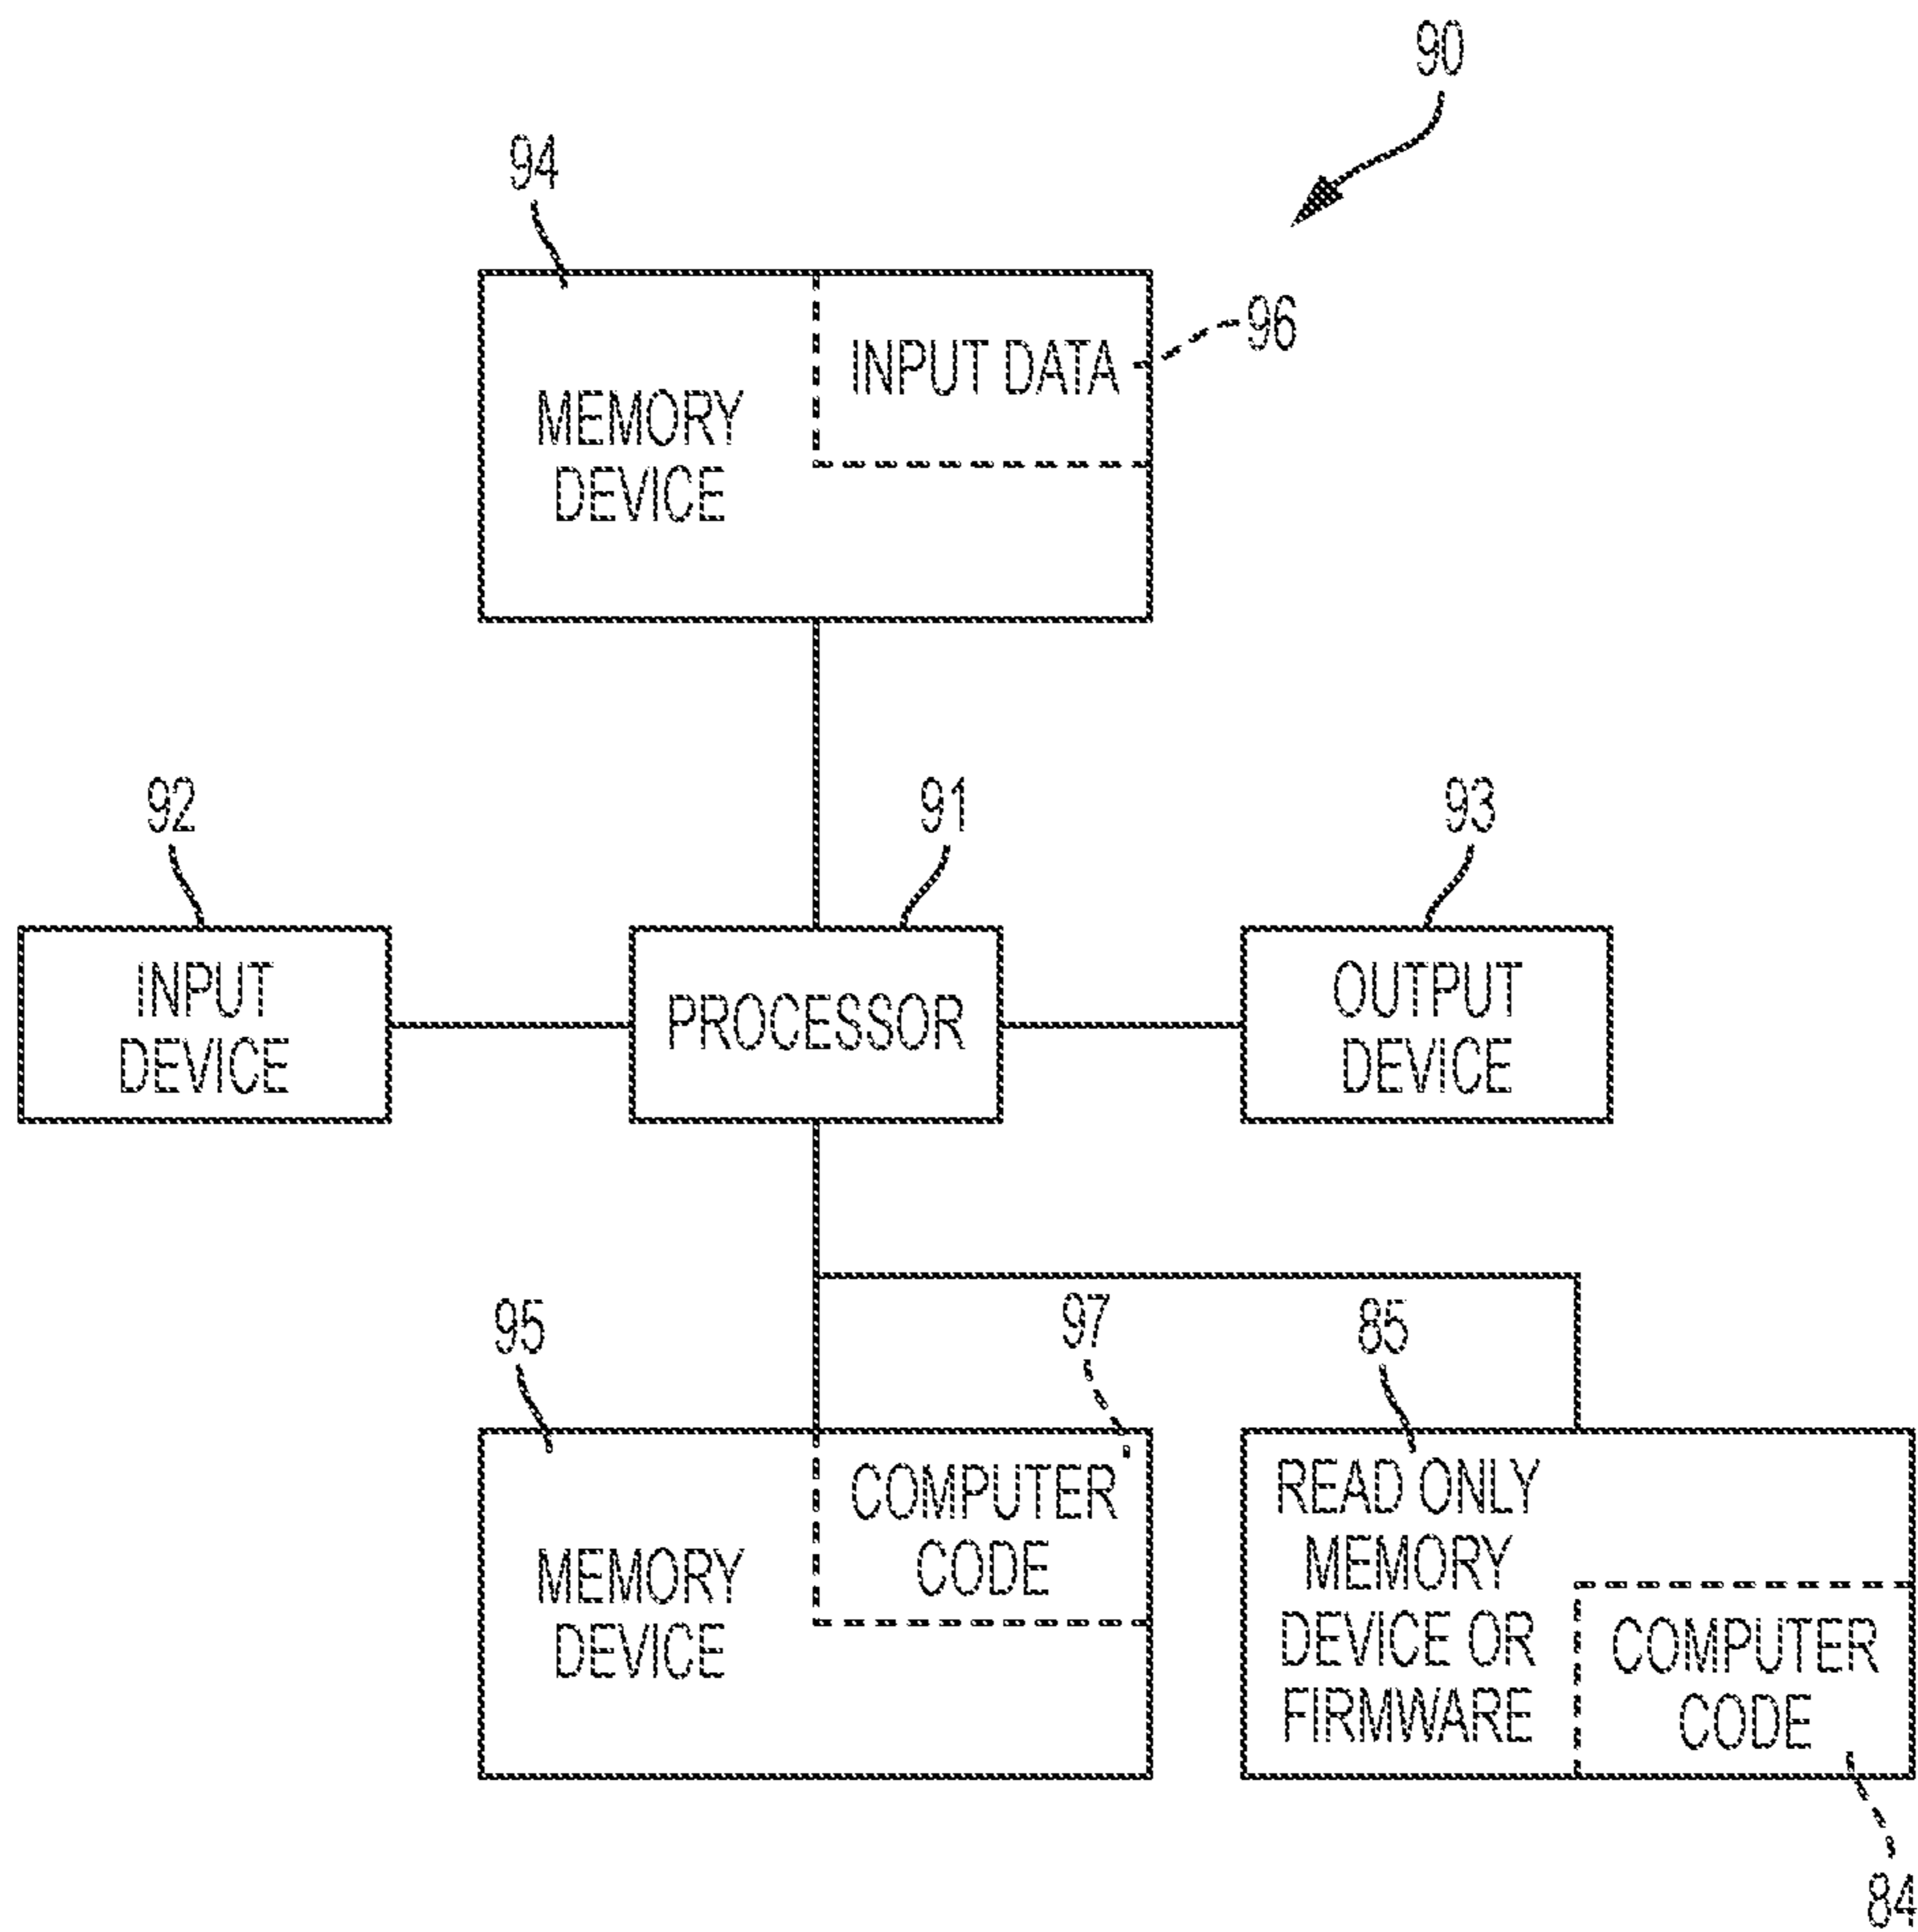 90
94
96
INPUT DATA
MEMORY
DEVICE
92
91
93
INPUT
DEVICE
PROCESSOR
OUTPUT
DEVICE
95
97
85
COMPUTER
CODE
MEMORY
DEVICE
READ ONLY
MEMORY
DEVICE OR
FIRMWARE
COMPUTER
CODE
84